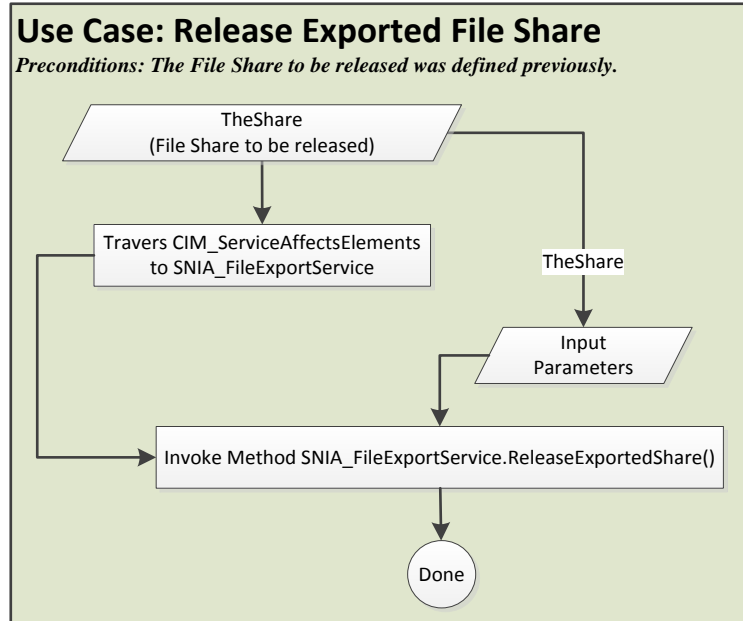 Use Case: Release Exported File Share
Preconditions: The File Share to be released was defined previously.
TheShare
(File Share to be released)
Travers CIM_ServiceAffectsElements
to SNIA_FileExportService
TheShare
Input
Parameters
Invoke Method SNIA_FileExportService.ReleaseExportedShare()
Done